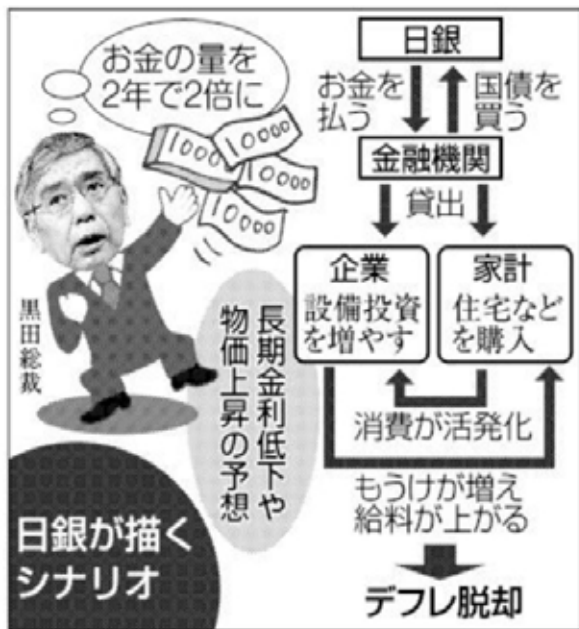 お金の量を
2年で2倍に
10000
1000
10000
10000
黒田総裁
長期金利低下や
物価上昇の予想
日銀が描く
シナリオ
日銀
お金を
払う
国債を
買う
金融機関
貸出
企業
設備投資
を増やす
家計
住宅など
を購入
消費が活発化
もうけが増え
給料が上がる
デフレ脱却